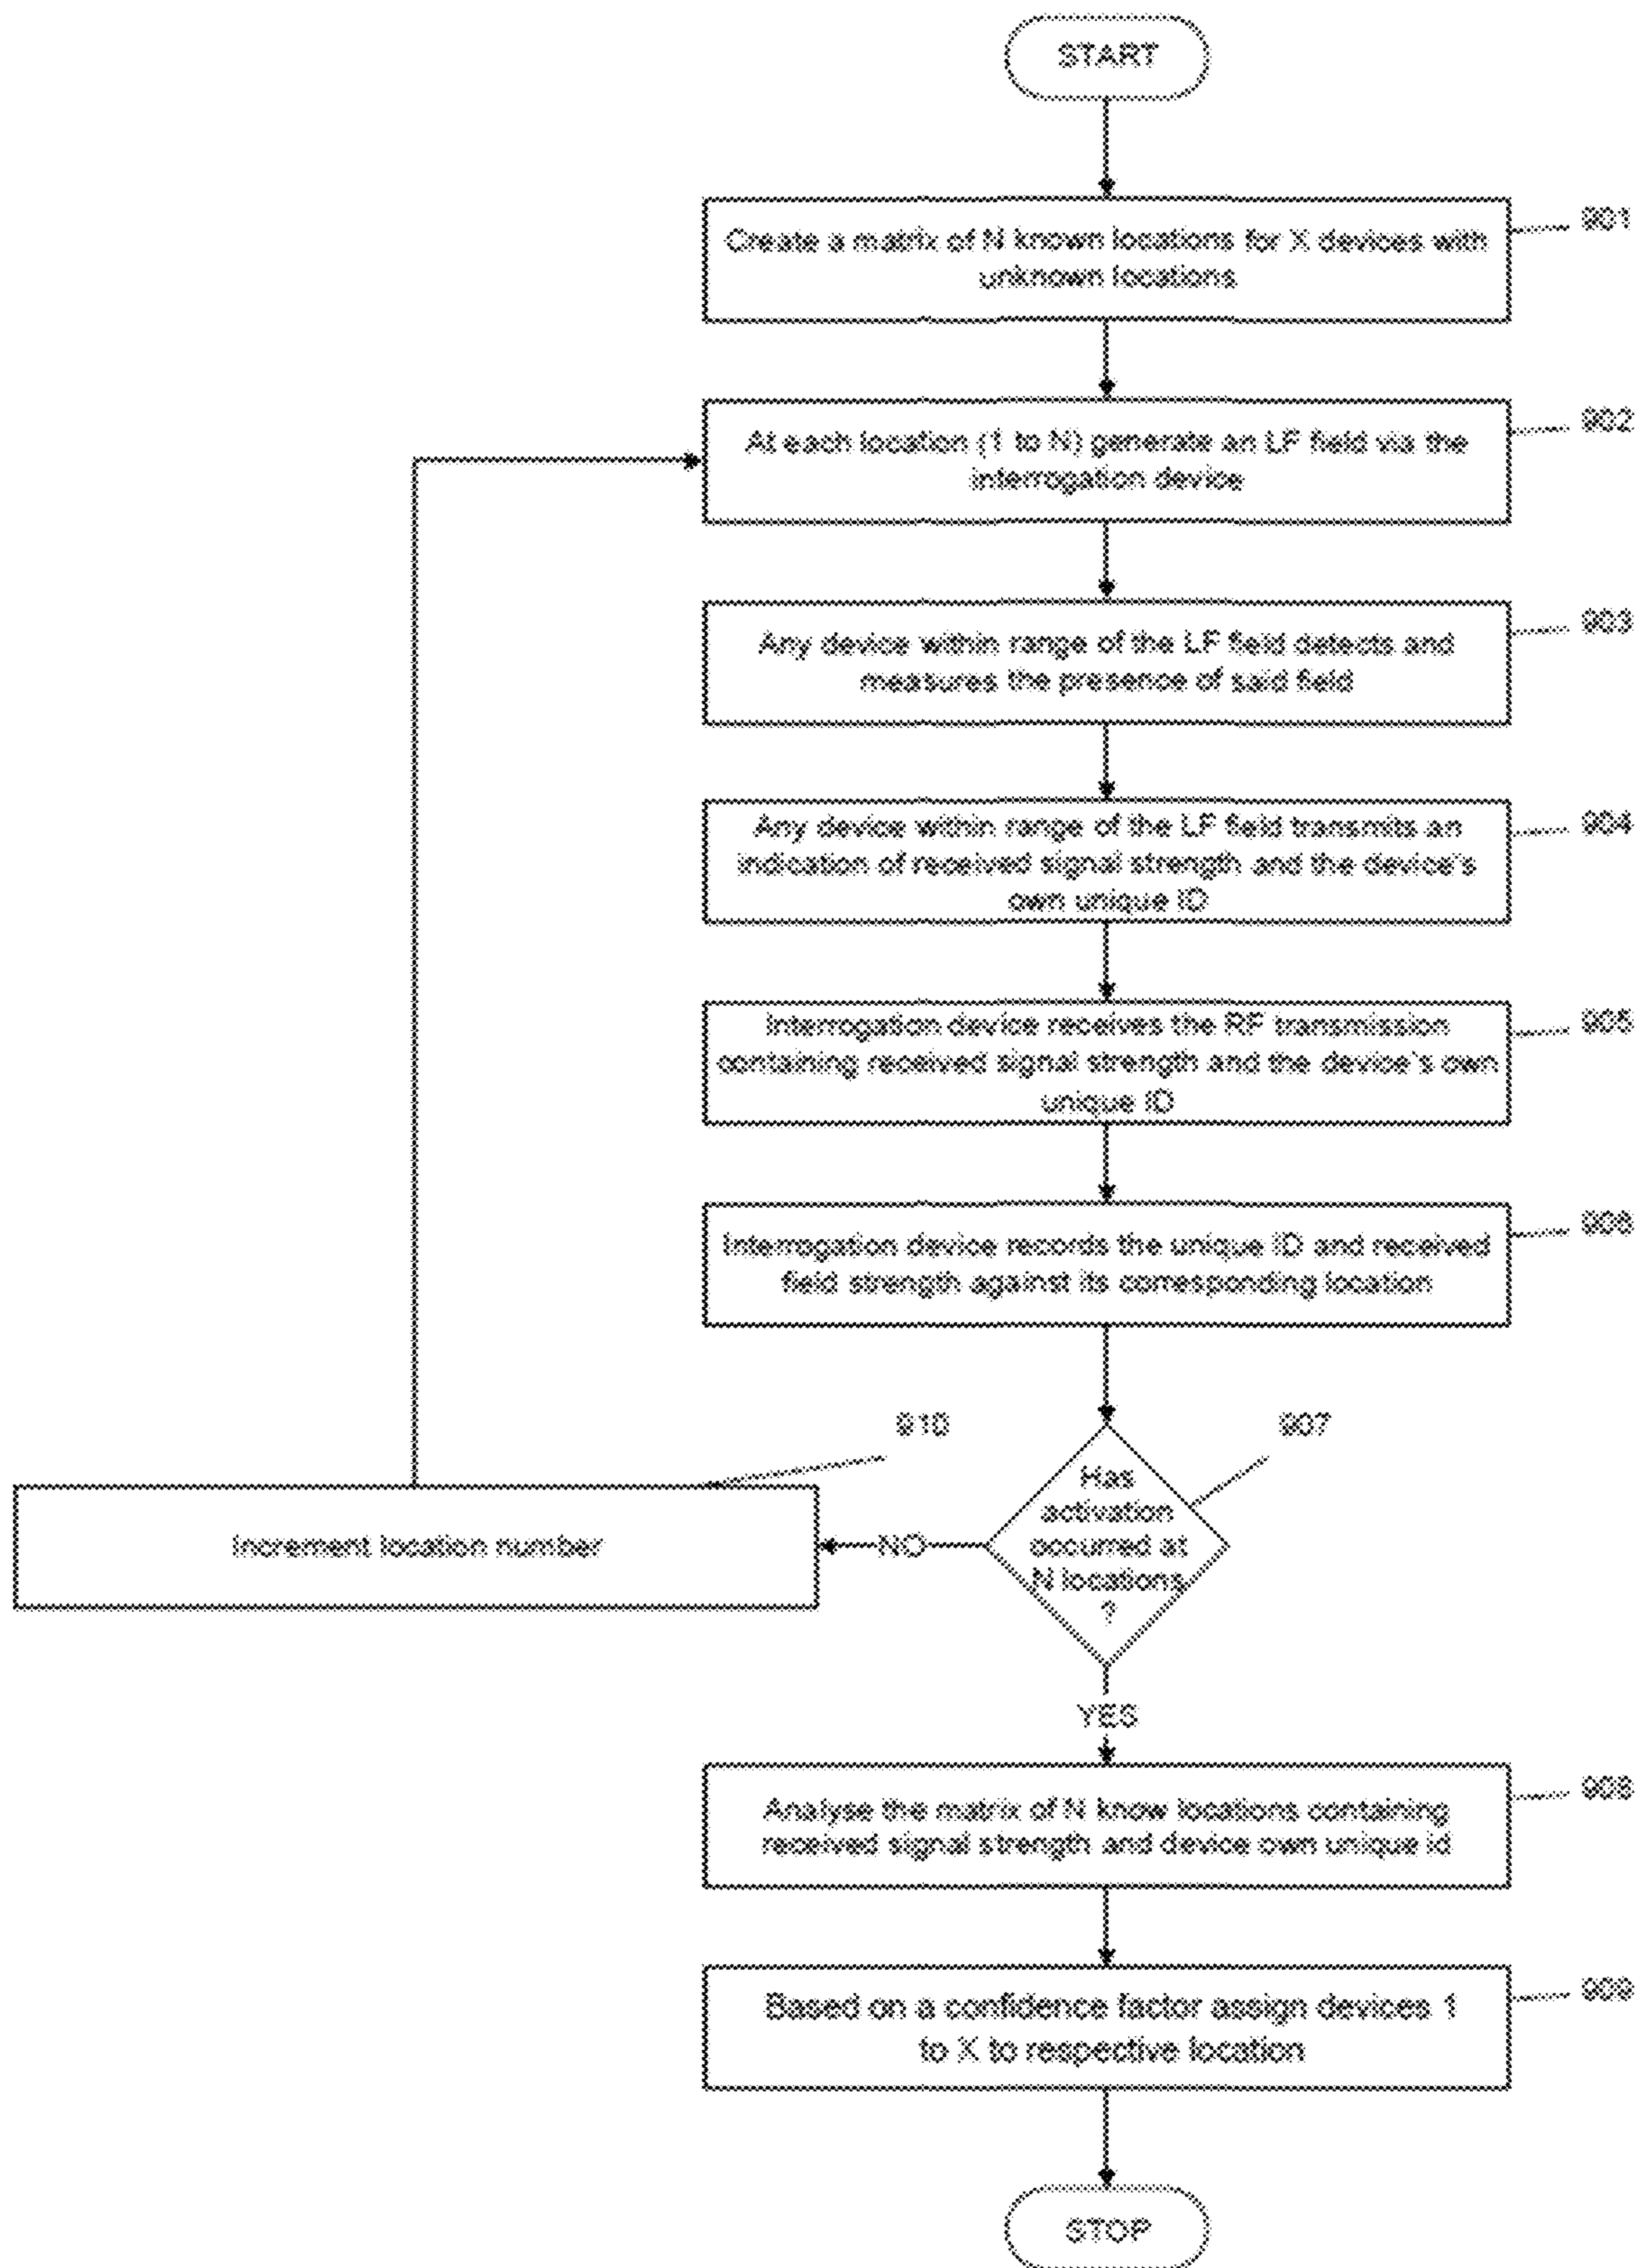 START
Create a matrix of N known locations for X devices with
unknown locations
901
At each location (1 to N) generate an LF field via the
interrogation device
902
Any device within range of the LF field detects and
measures the presence of said field
903
Any device within range of the LF field transmits an
indication of received signal strength and the device's
own unique ID
904
Interrogation device receives the RF transmission
containing received signal strength and the device's own
unique ID
905
Interrogation device records the unique ID and received
field strength against its corresponding location
906
910
907
Has
activation
occurred at
N locations
?
NO
Increment location number
YES
Analyse the matrix of N know locations containing
received signal strength and device own unique id
908
Based on a confidence factor assign devices 1
to X to respective location
909
STOP